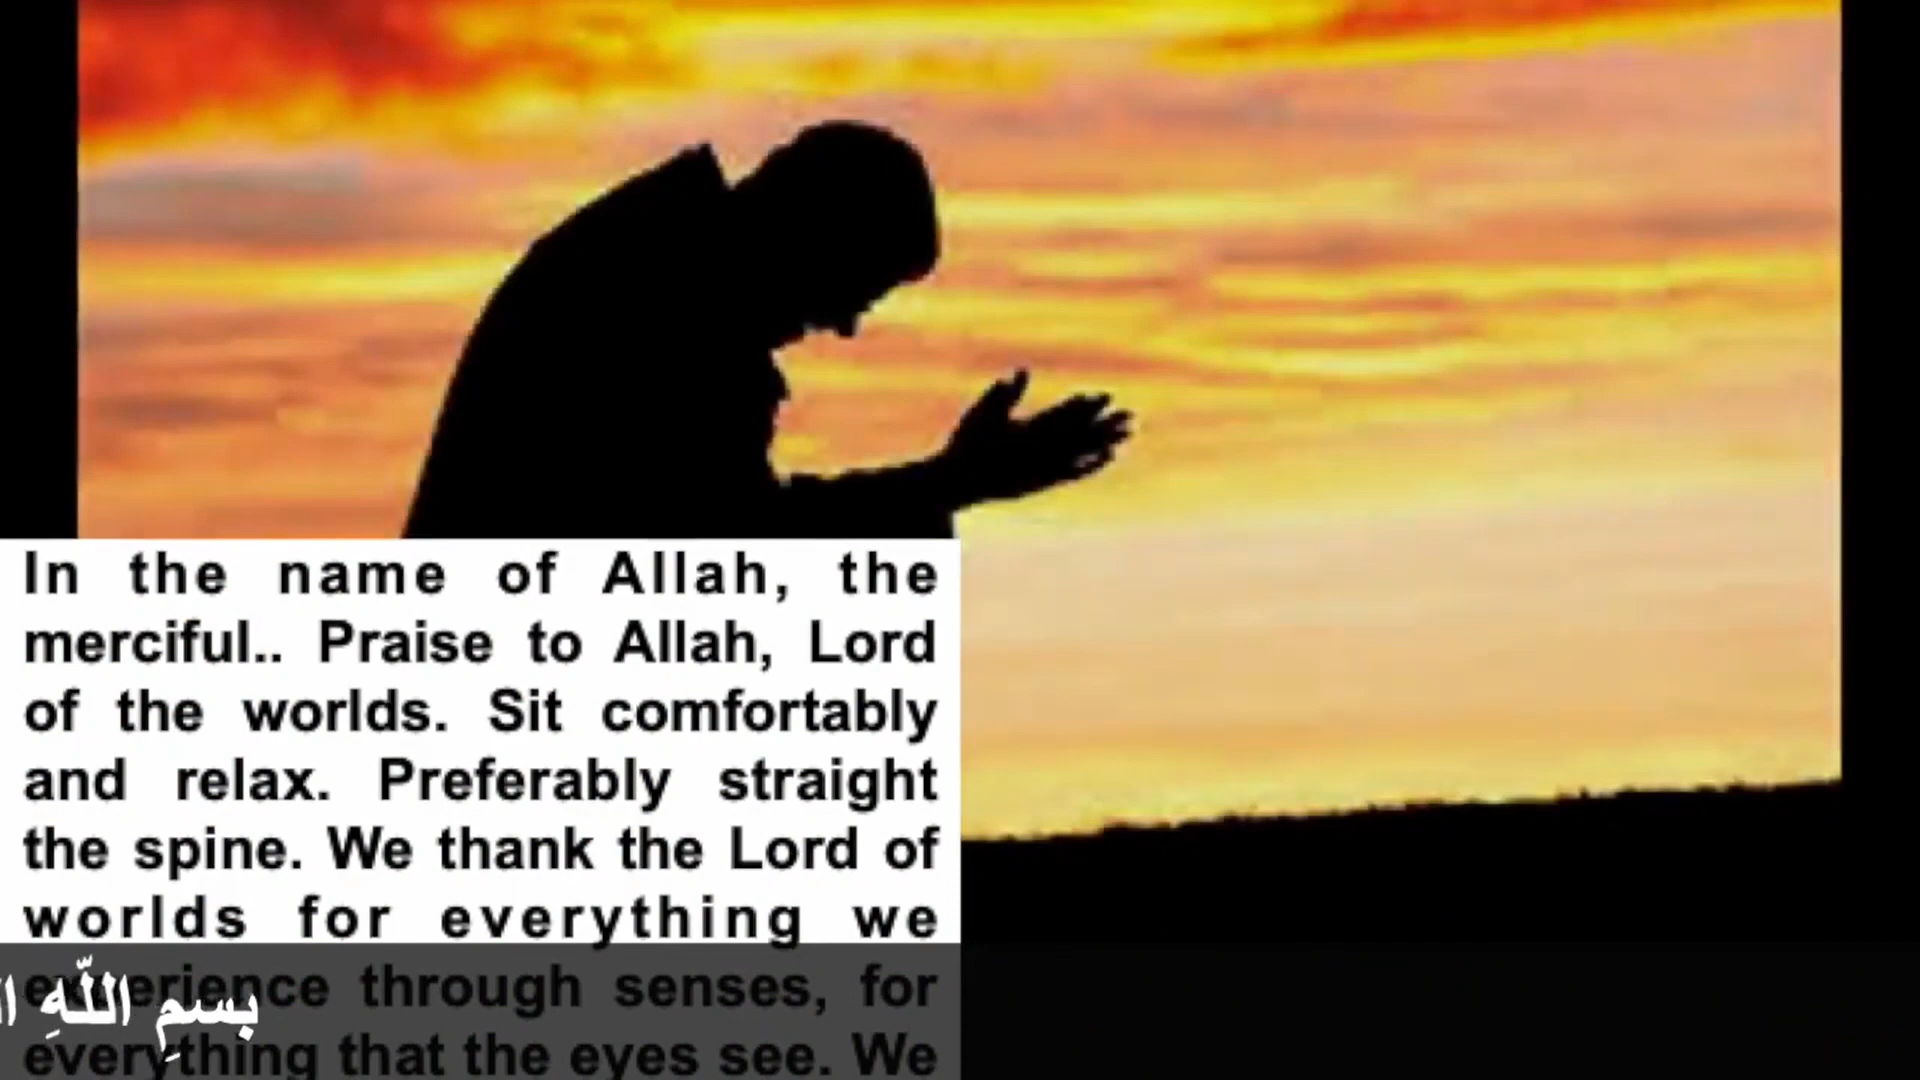 In the name of Allah, the
merciful.. Praise to Allah, Lord
of the worlds. Sit comfortably
and relax. Preferably straight
the spine. We thank the Lord of
worlds for everything we
experience through senses, for
everything that the eyes see. We
بسمِ اللّهِ